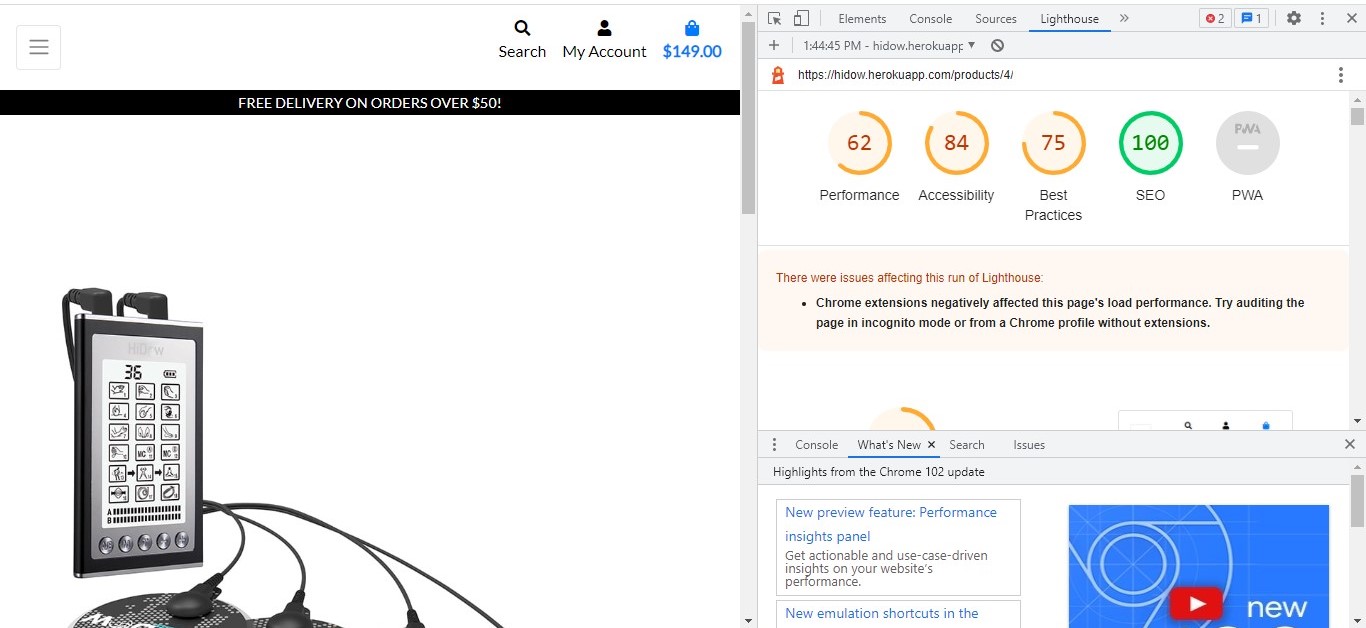 Search
My Account
$149.00
FREE DELIVERY ON ORDERS OVER $50!
HiDow
36
A
B
Elements
Console
Sources
Lighthouse
»
2
1
1:44:45 PM - hidow.herokuapp
https://hidow.herokuapp.com/products/4/
62
84
75
100
PWA
Performance
Accessibility
Best
Practices
SEO
PWA
There were issues affecting this run of Lighthouse:
• Chrome extensions negatively affected this page's load performance. Try auditing the
page in incognito mode or from a Chrome profile without extensions.
Console
What's New
Search
Issues
Highlights from the Chrome 102 update
New preview feature: Performance
insights panel
Get actionable and use-case-driven
insights on your website's
performance.
New emulation shortcuts in the
new